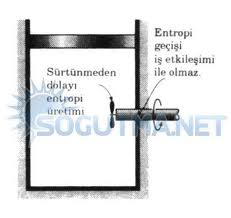 Entropi
geçişi
iş etkileşimi
ile olmaz.
Sürtünmeden
dolayı
entropi
üretimi
SOGUTMA.NET